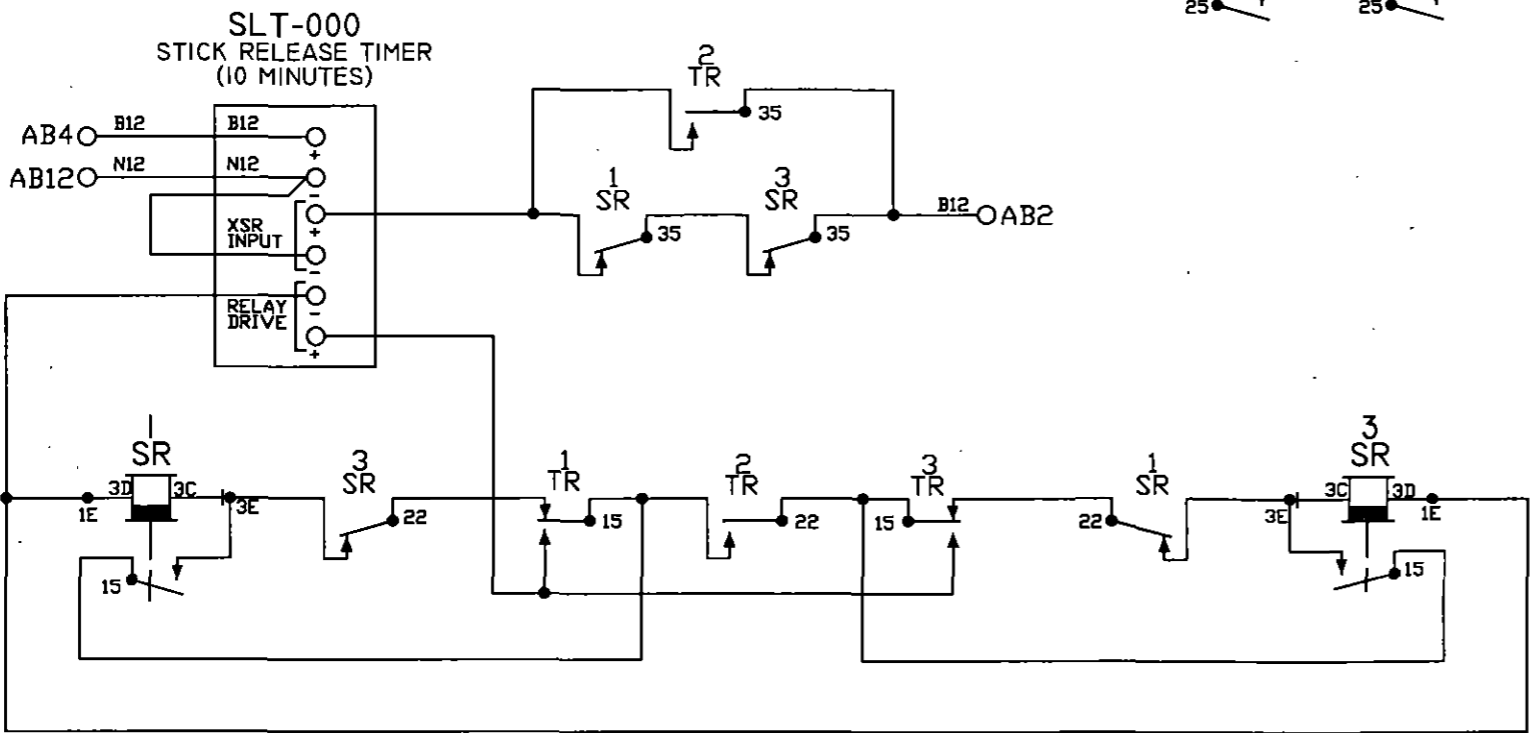 25 25
SLT-000
STICK RELEASE TIMER
(10 MINUTES)
2
TR
35
AB4 B12 B12 +
AB12 N12 N12 -
XSR
INPUT
+
-
RELAY
DRIVE
-
+
1
SR
35
3
SR
35
B12 AB2
SR
3D 3C
1E 3E
15
3
SR
22
1
TR
15
2
TR
22
3
TR
15
1
SR
22
3
SR
3C 3D
3E 1E
15